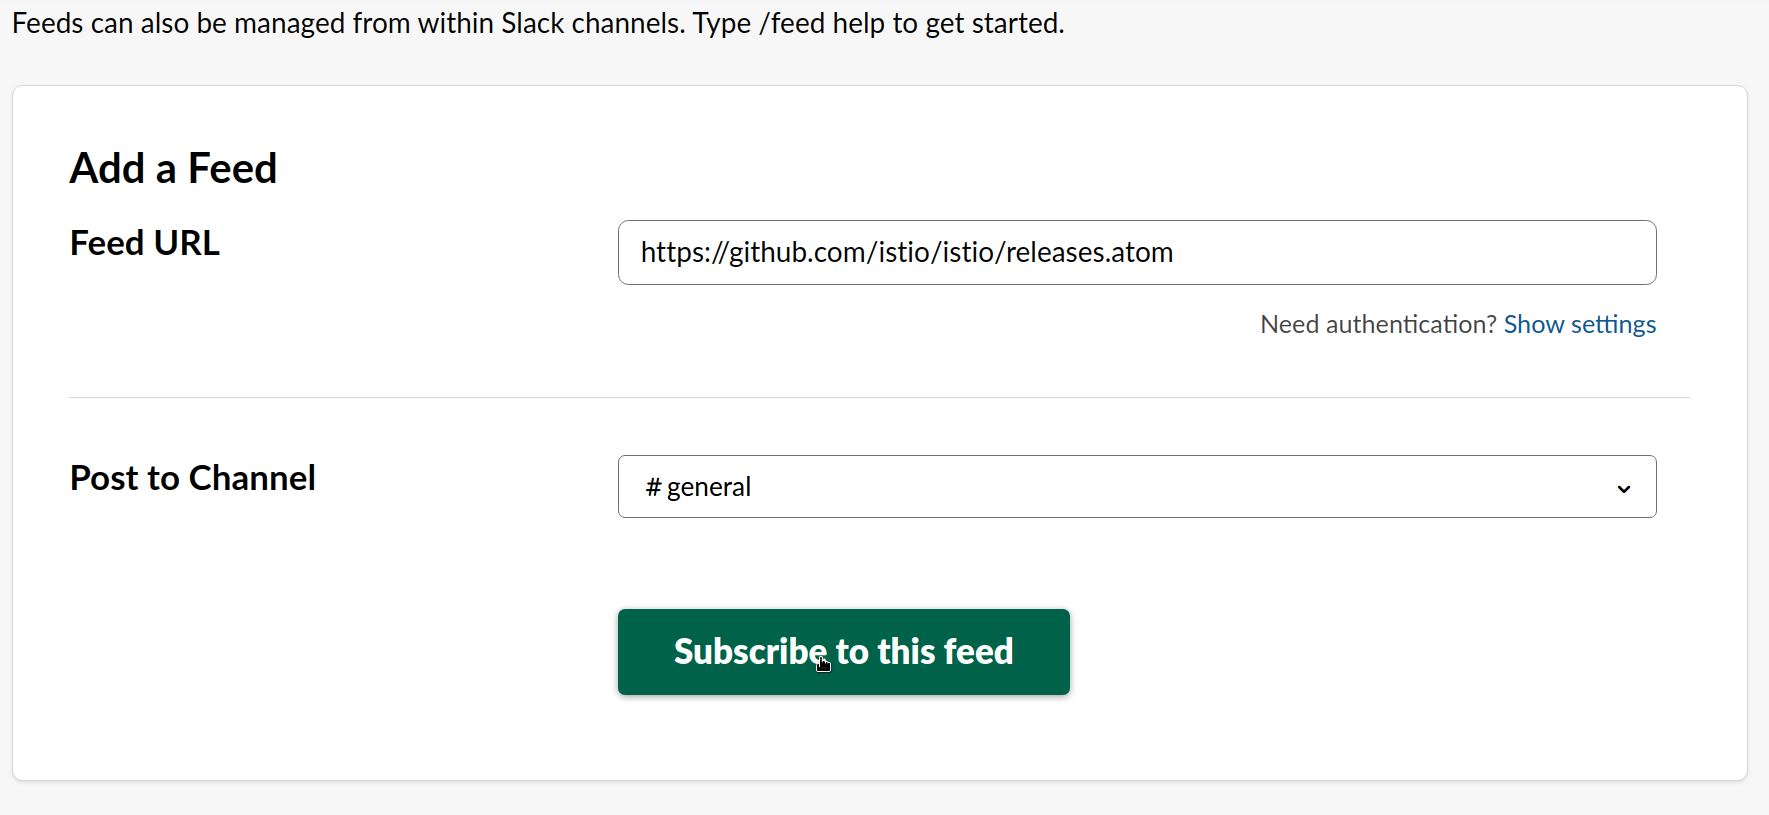 Feeds can also be managed from within Slack channels. Type /feed help to get started.
Add a Feed
Feed URL
https://github.com/istio/istio/releases.atom
Need authentication? Show settings
Post to Channel
# general
Subscribe to this feed